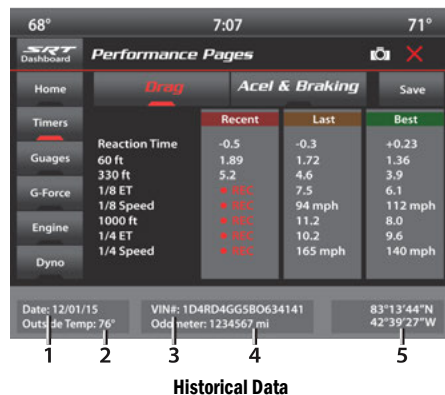 68° 7:07 71°
SRT Dashboard Performance Pages
Home Drag Acel & Braking Save
Timers Recent Last Best
Reaction Time -0.5 -0.3 +0.23
60 ft 1.89 1.72 1.36
Guages 330 ft 5.2 4.6 3.9
1/8 ET REC 7.5 6.1
G-Force 1/8 Speed REC 94 mph 112 mph
1000 ft REC 11.2 8.0
Engine 1/4 ET REC 10.2 9.6
1/4 Speed REC 165 mph 140 mph
Dyno
Date: 12/01/15 VIN#: 1D4RD4GG5BO634141 83°13'44"N
Outside Temp: 76° Odometer: 1234567 mi 42°39'27"W
1 2 3 4 5
Historical Data